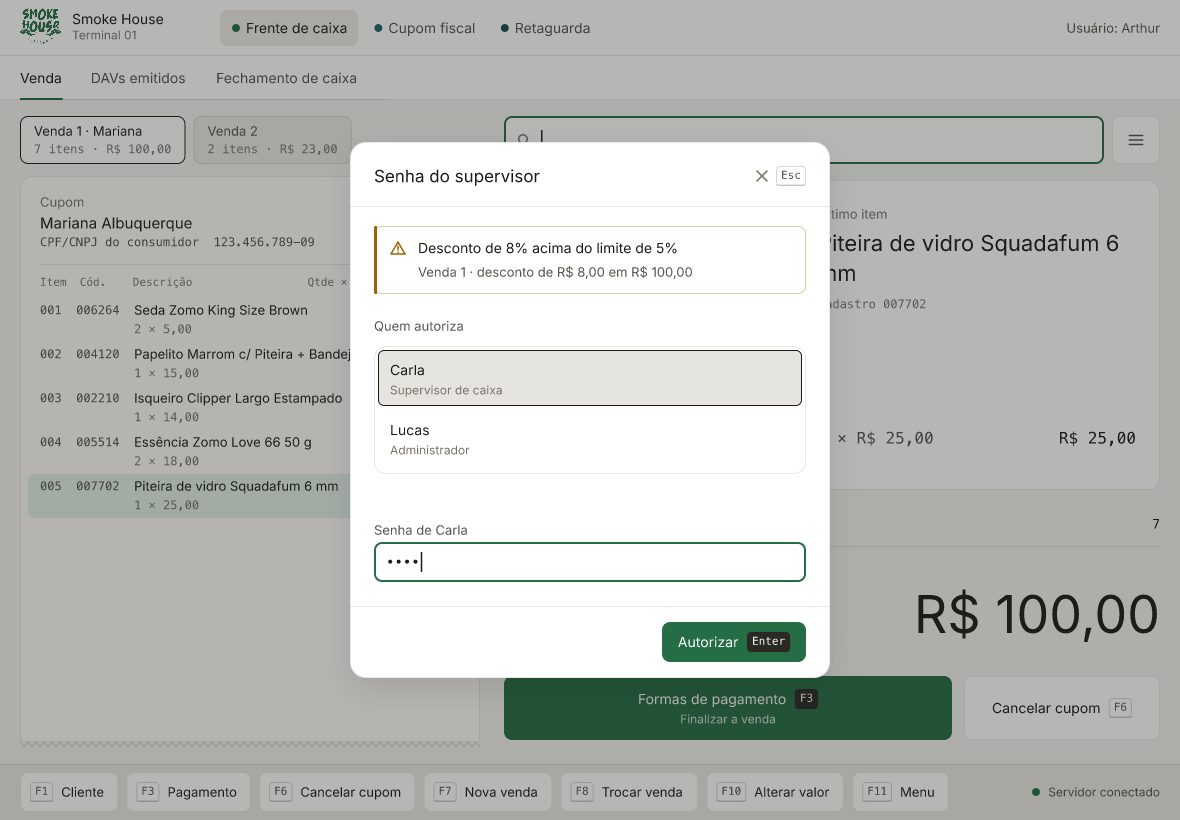 SMOKE
HOUSE
Smoke House
Terminal 01
Frente de caixa
Cupom fiscal
Retaguarda
Usuário: Arthur
Venda
DAVs emitidos
Fechamento de caixa
Venda 1 · Mariana
7 itens · R$ 100,00
Venda 2
2 itens · R$ 23,00
Cupom
Mariana Albuquerque
CPF/CNPJ do consumidor 123.456.789-09
Item Cód. Descrição Qtde ×
001 006264 Seda Zomo King Size Brown
2 × 5,00
002 004120 Papelito Marrom c/ Piteira + Bandej
1 × 15,00
003 002210 Isqueiro Clipper Largo Estampado
1 × 14,00
004 005514 Essência Zomo Love 66 50 g
2 × 18,00
005 007702 Piteira de vidro Squadafum 6 mm
1 × 25,00
Senha do supervisor
Esc
Desconto de 8% acima do limite de 5%
Venda 1 · desconto de R$ 8,00 em R$ 100,00
Quem autoriza
Carla
Supervisor de caixa
Lucas
Administrador
Senha de Carla
••••
Autorizar Enter
timo item
Piteira de vidro Squadafum 6
mm
dastro 007702
× R$ 25,00
R$ 25,00
7
R$ 100,00
Formas de pagamento F3
Finalizar a venda
Cancelar cupom F6
F1 Cliente
F3 Pagamento
F6 Cancelar cupom
F7 Nova venda
F8 Trocar venda
F10 Alterar valor
F11 Menu
Servidor conectado